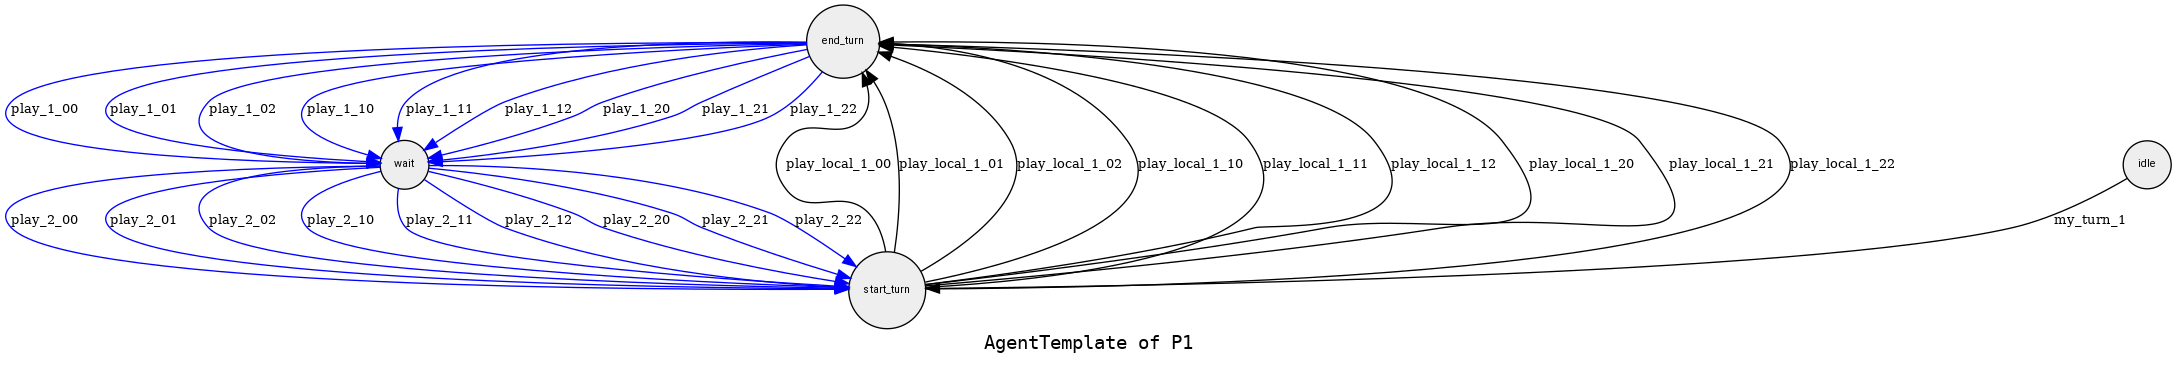 end_turn
play_1_00
play_1_01
play_1_02
play_1_10
play_1_11
play_1_12
play_1_20
play_1_21
play_1_22
wait
play_local_1_00
play_local_1_01
play_local_1_02
play_local_1_10
play_local_1_11
play_local_1_12
play_local_1_20
play_local_1_21
play_local_1_22
idle
play_2_00
play_2_01
play_2_02
play_2_10
play_2_11
play_2_12
play_2_20
play_2_21
play_2_22
my_turn_1
start_turn
AgentTemplate of P1